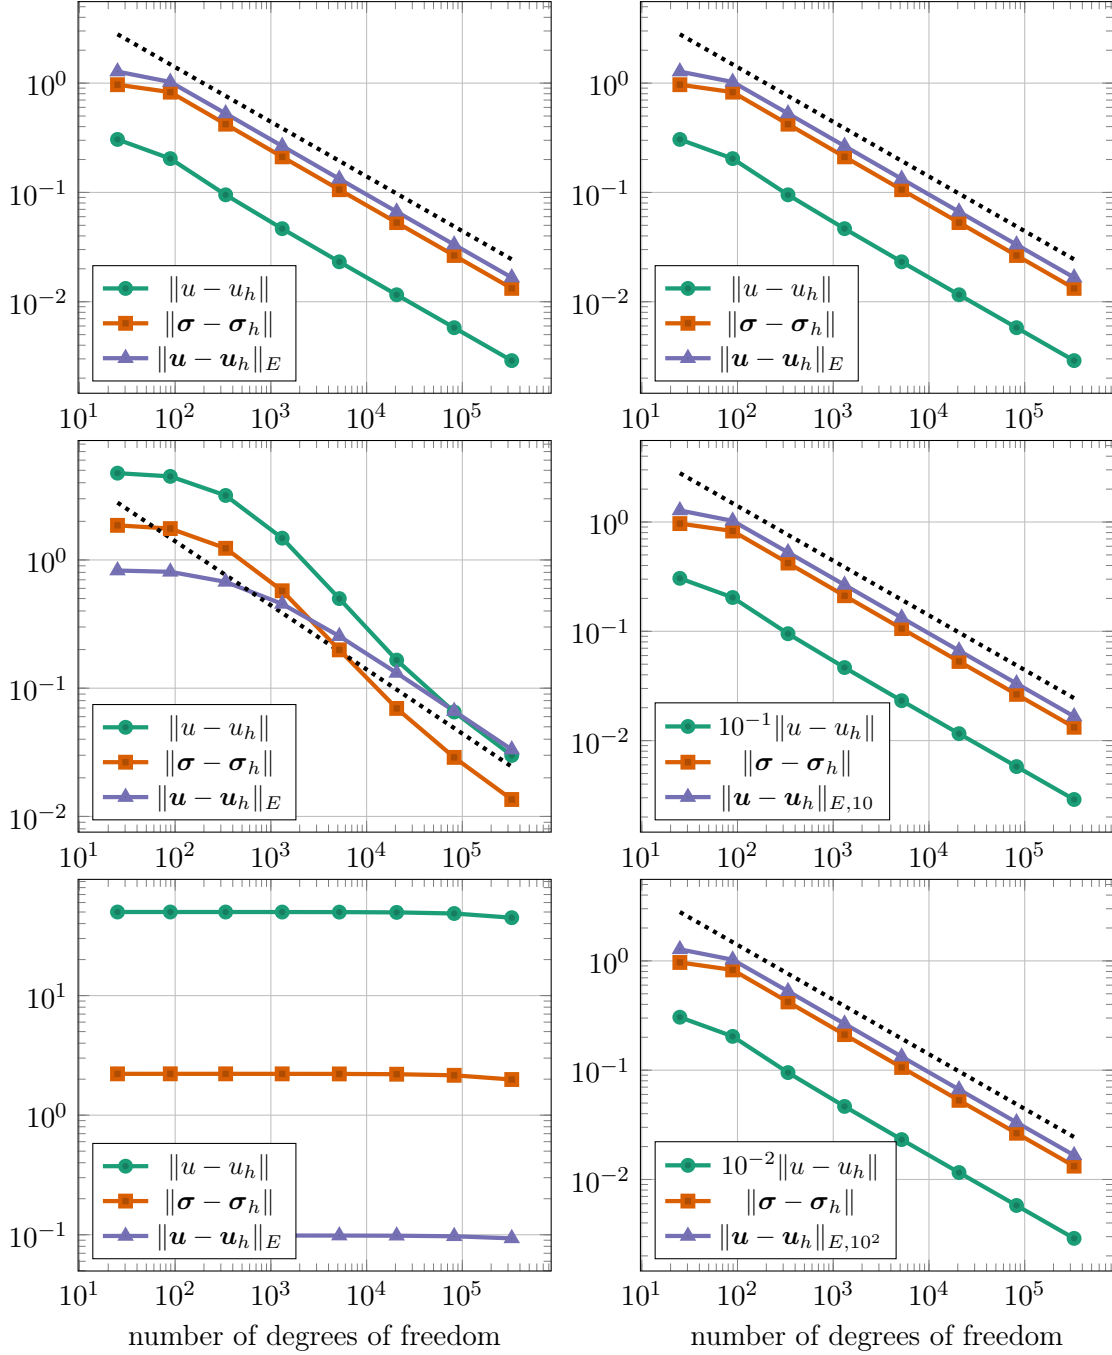 10^0
10^{-1}
10^{-2}
‖u − u_h‖
‖σ − σ_h‖
‖u − u_h‖_E
10^1 10^2 10^3 10^4 10^5
10^0
10^{-1}
10^{-2}
‖u − u_h‖
‖σ − σ_h‖
‖u − u_h‖_E
10^1 10^2 10^3 10^4 10^5
10^0
10^{-1}
10^{-2}
‖u − u_h‖
‖σ − σ_h‖
‖u − u_h‖_E
10^1 10^2 10^3 10^4 10^5
10^0
10^{-1}
10^{-2}
10^{-1}‖u − u_h‖
‖σ − σ_h‖
‖u − u_h‖_{E,10}
10^1 10^2 10^3 10^4 10^5
10^1
10^0
10^{-1}
‖u − u_h‖
‖σ − σ_h‖
‖u − u_h‖_E
10^1 10^2 10^3 10^4 10^5
number of degrees of freedom
10^0
10^{-1}
10^{-2}
10^{-2}‖u − u_h‖
‖σ − σ_h‖
‖u − u_h‖_{E,10^2}
10^1 10^2 10^3 10^4 10^5
number of degrees of freedom